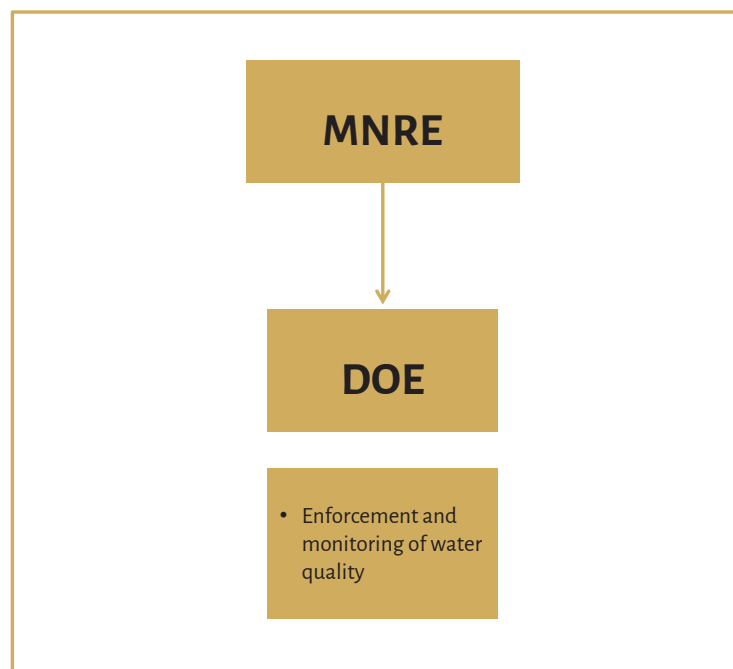 MNRE
DOE
• Enforcement and
monitoring of water
quality